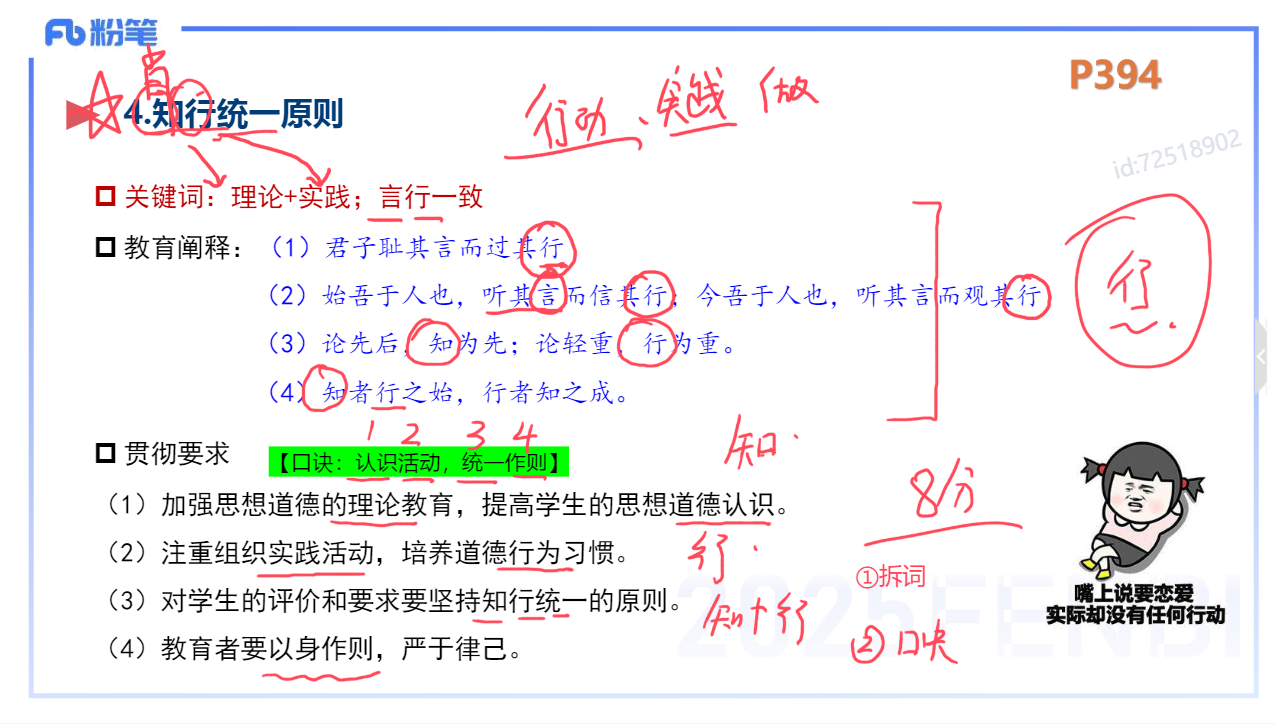 粉笔
P394
肖
4.知行统一原则
行动、实践 做
id:72518902
关键词：理论+实践；言行一致
教育阐释：（1）君子耻其言而过其行
（2）始吾于人也，听其言而信其行；今吾于人也，听其言而观其行
行
（3）论先后，知为先；论轻重，行为重。
（4）知者行之始，行者知之成。
1 2 3 4
贯彻要求
【口诀：认识活动，统一作则】
知
（1）加强思想道德的理论教育，提高学生的思想道德认识。
8分
（2）注重组织实践活动，培养道德行为习惯。
行
①拆词
（3）对学生的评价和要求要坚持知行统一的原则。
知+行
（4）教育者要以身作则，严于律己。
②口诀
嘴上说要恋爱
实际却没有任何行动
2025FENBI